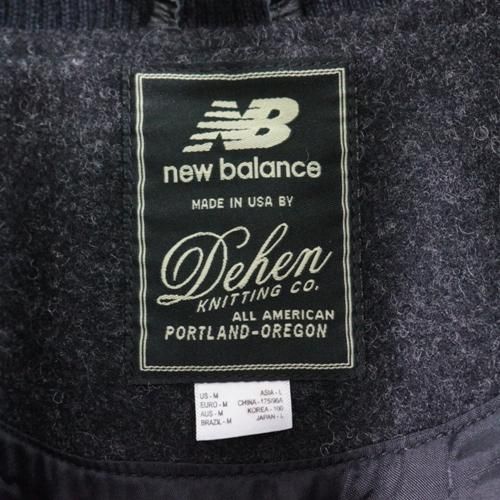 NB
new balance
MADE IN USA BY
Dehen
KNITTING CO.
ALL AMERICAN
PORTLAND-OREGON
US - M ASIA - L
EURO - M CHINA - 175/96A
AUS - M KOREA - 100
BRAZIL - M JAPAN - L